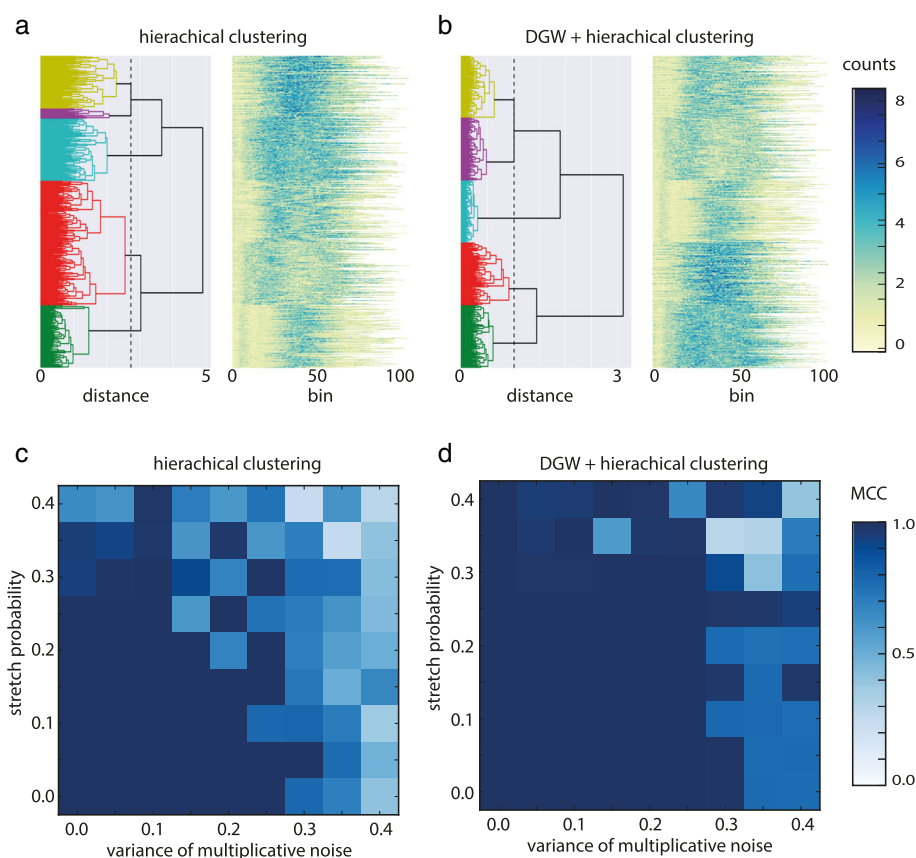 a
hierachical clustering
b
DGW + hierachical clustering
counts
8
6
4
2
0
0
5
distance
0
50
100
bin
0
3
distance
0
50
100
bin
c
hierachical clustering
0.4
0.3
0.2
0.1
0.0
stretch probability
0.0
0.1
0.2
0.3
0.4
variance of multiplicative noise
d
DGW + hierachical clustering
0.4
0.3
0.2
0.1
0.0
stretch probability
0.0
0.1
0.2
0.3
0.4
variance of multiplicative noise
MCC
1.0
0.5
0.0